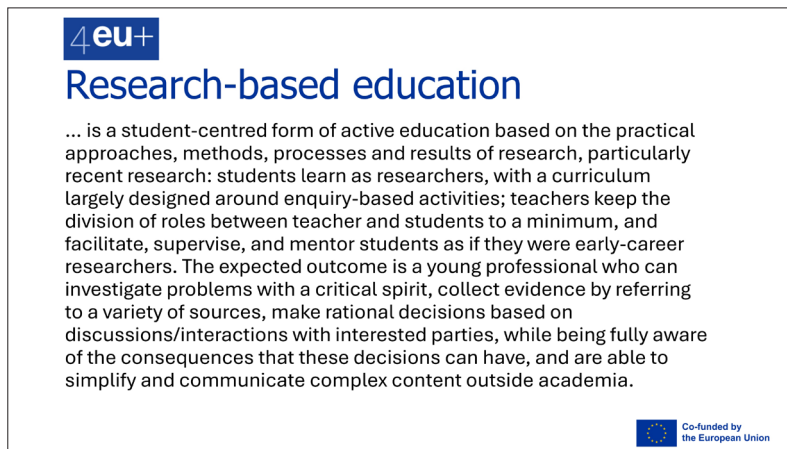 4eu+
Research-based education
... is a student-centred form of active education based on the practical
approaches, methods, processes and results of research, particularly
recent research: students learn as researchers, with a curriculum
largely designed around enquiry-based activities; teachers keep the
division of roles between teacher and students to a minimum, and
facilitate, supervise, and mentor students as if they were early-career
researchers. The expected outcome is a young professional who can
investigate problems with a critical spirit, collect evidence by referring
to a variety of sources, make rational decisions based on
discussions/interactions with interested parties, while being fully aware
of the consequences that these decisions can have, and are able to
simplify and communicate complex content outside academia.
Co-funded by
the European Union